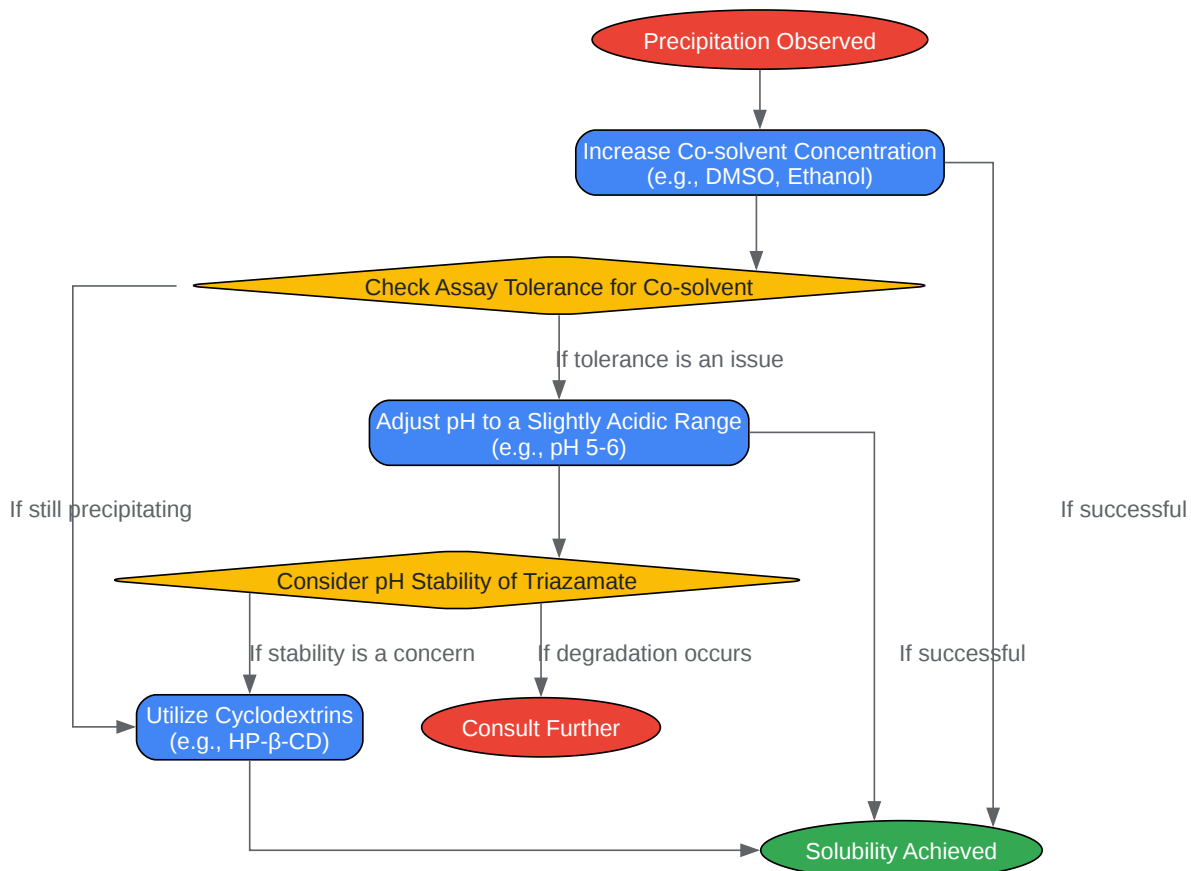 Precipitation Observed
Increase Co-solvent Concentration
(e.g., DMSO, Ethanol)
Check Assay Tolerance for Co-solvent
If tolerance is an issue
Adjust pH to a Slightly Acidic Range
(e.g., pH 5-6)
If still precipitating
If successful
Consider pH Stability of Triazamate
If stability is a concern
If degradation occurs
If successful
Utilize Cyclodextrins
(e.g., HP-β-CD)
Consult Further
Solubility Achieved